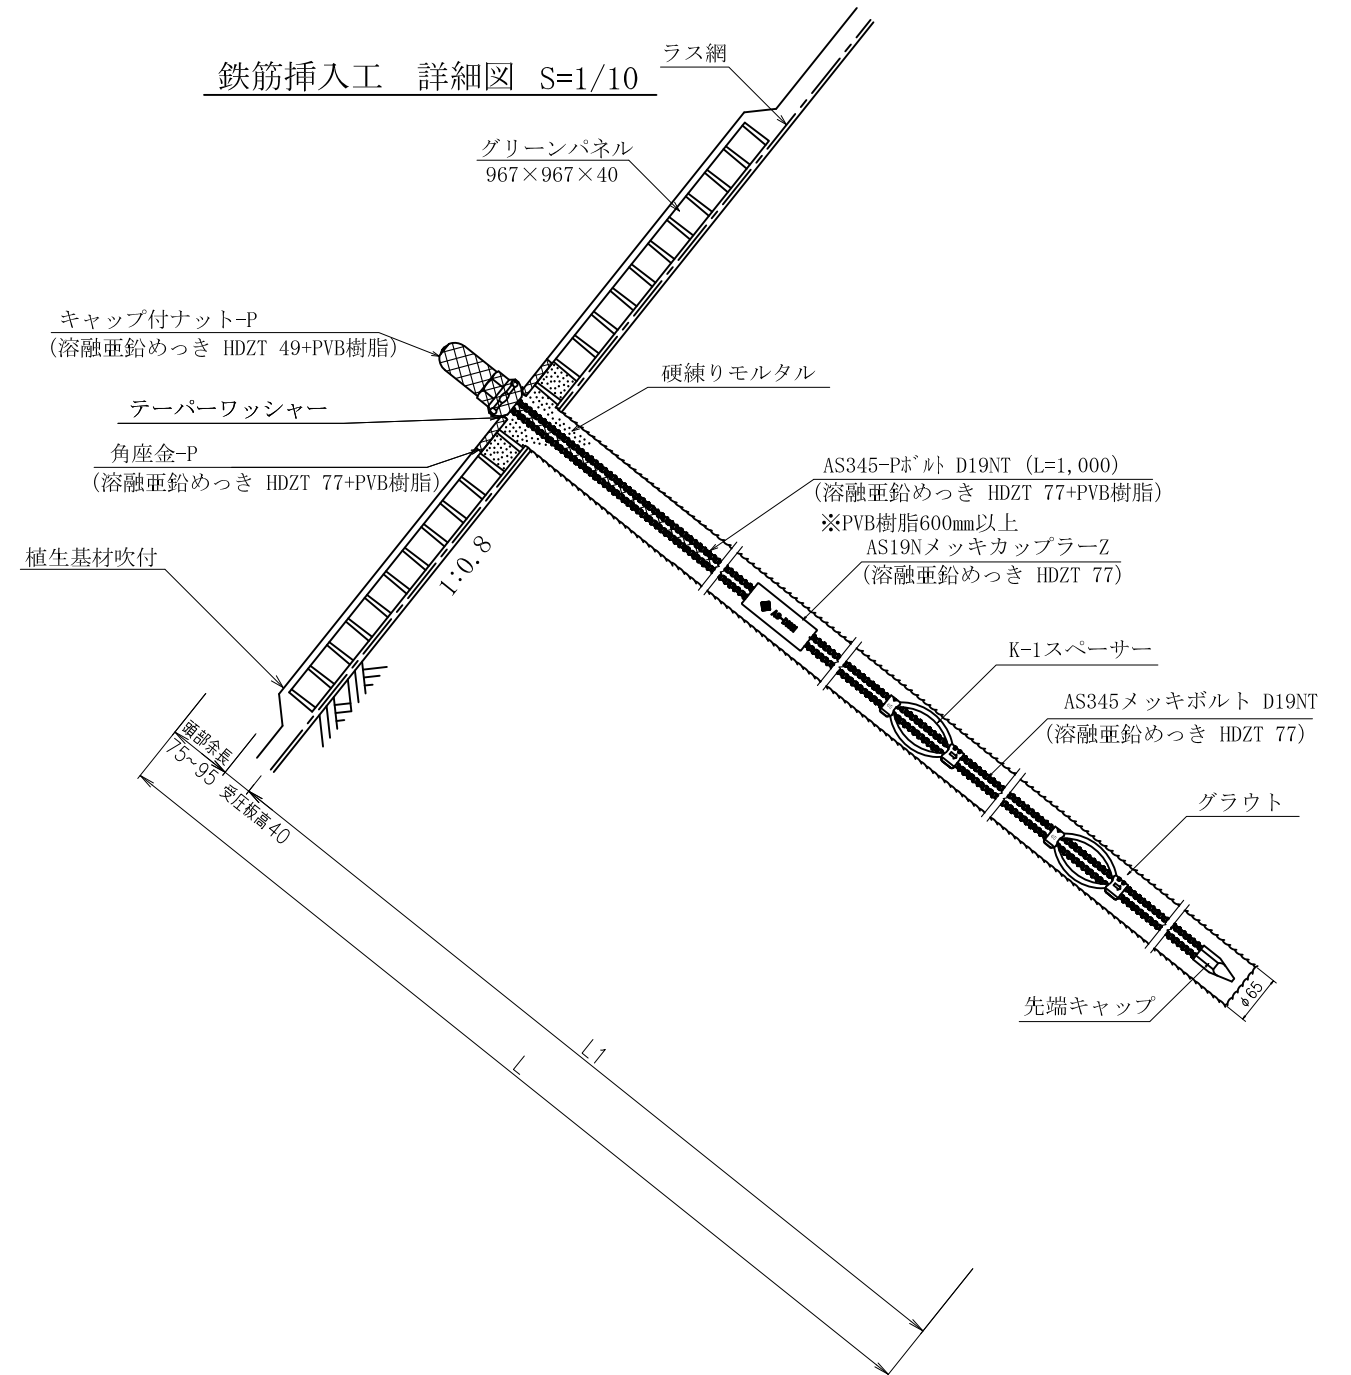 鉄筋挿入工　詳細図　S=1/10
ラス網
グリーンパネル
967×967×40
キャップ付ナット-P
(溶融亜鉛めっき HDZT 49+PVB樹脂)
テーパーワッシャー
角座金-P
(溶融亜鉛めっき HDZT 77+PVB樹脂)
植生基材吹付
1:0.8
硬練りモルタル
AS345-Pﾎﾞﾙﾄ D19NT (L=1,000)
(溶融亜鉛めっき HDZT 77+PVB樹脂)
※PVB樹脂600mm以上
AS19NメッキカップラーZ
(溶融亜鉛めっき HDZT 77)
K-1スペーサー
AS345メッキボルト D19NT
(溶融亜鉛めっき HDZT 77)
グラウト
先端キャップ
φ65
頭部余長
75~95
受圧板高40
L1
L